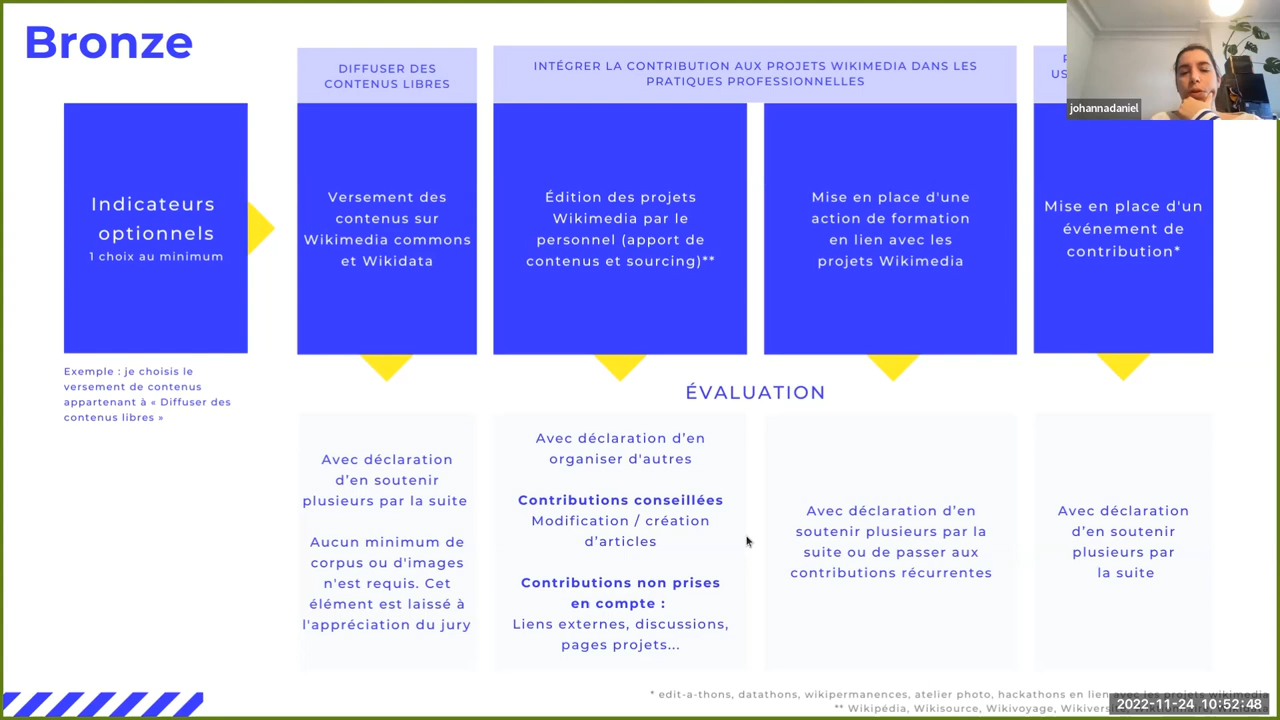 Bronze
DIFFUSER DES
CONTENUS LIBRES
INTÉGRER LA CONTRIBUTION AUX PROJETS WIKIMEDIA DANS LES
PRATIQUES PROFESSIONNELLES
johannadaniel
Indicateurs
optionnels
1 choix au minimum
Versement des
contenus sur
Wikimedia commons
et Wikidata
Édition des projets
Wikimedia par le
personnel (apport de
contenus et sourcing)**
Mise en place d'une
action de formation
en lien avec les
projets Wikimedia
Mise en place d'un
événement de
contribution*
Exemple : je choisis le
versement de contenus
appartenant à « Diffuser des
contenus libres »
ÉVALUATION
Avec déclaration
d’en soutenir
plusieurs par la suite
Aucun minimum de
corpus ou d'images
n'est requis. Cet
élément est laissé à
l'appréciation du jury
Avec déclaration d’en
organiser d'autres
Contributions conseillées
Modification / création
d’articles
Contributions non prises
en compte :
Liens externes, discussions,
pages projets...
Avec déclaration d’en
soutenir plusieurs par la
suite ou de passer aux
contributions récurrentes
Avec déclaration
d’en soutenir
plusieurs par
la suite
* edit-a-thons, datathons, wikipermanences, atelier photo, hackathons en lien avec les projets wikimedia
** Wikipédia, Wikisource, Wikivoyage, Wikiversité, Wiktionnaire, Wikidata
2022-11-24 10:52:48